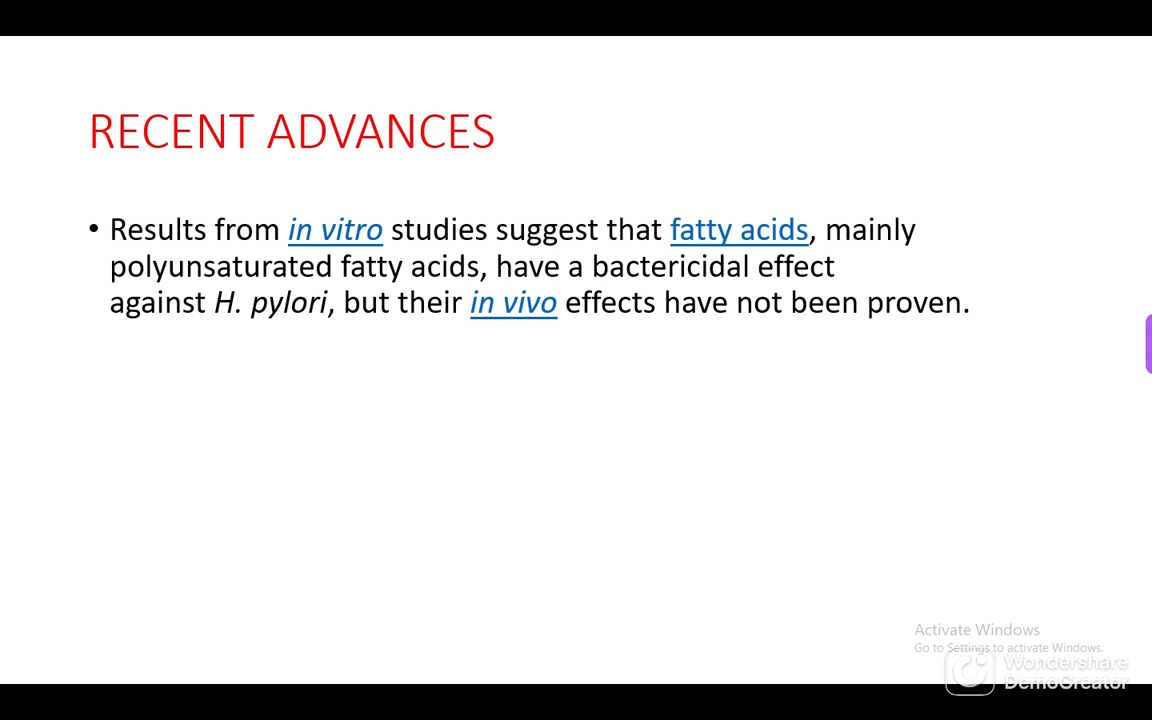 RECENT ADVANCES
• Results from in vitro studies suggest that fatty acids, mainly
polyunsaturated fatty acids, have a bactericidal effect
against H. pylori, but their in vivo effects have not been proven.
Activate Windows
Go to Settings to activate Windows.
Wondershare
DemoCreator